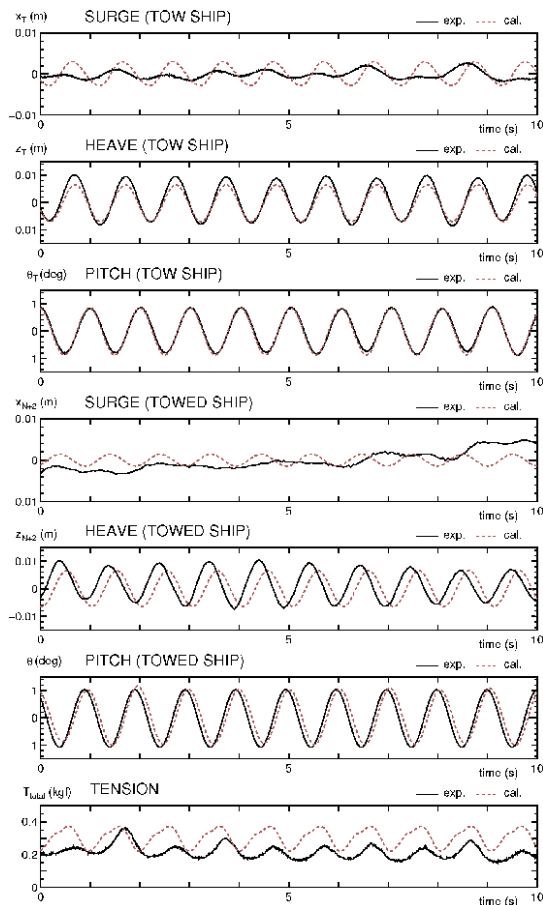 x_T (m) SURGE (TOW SHIP) exp. cal.
0.01
0
-0.01
0 5 10
time (s)
z_T (m) HEAVE (TOW SHIP) exp. cal.
0.01
0
0.01
0 5 10
time (s)
θ_T (deg) PITCH (TOW SHIP) exp. cal.
1
0
1
0 5 10
time (s)
x_N+2 (m) SURGE (TOWED SHIP) exp. cal.
0.01
0
0.01
0 5 10
time (s)
z_N+2 (m) HEAVE (TOWED SHIP) exp. cal.
0.01
0
-0.01
0 5 10
time (s)
θ (deg) PITCH (TOWED SHIP) exp. cal.
1
0
1
0 5 10
time (s)
T_total (kgf) TENSION exp. cal.
0.4
0.2
0
0 5 10